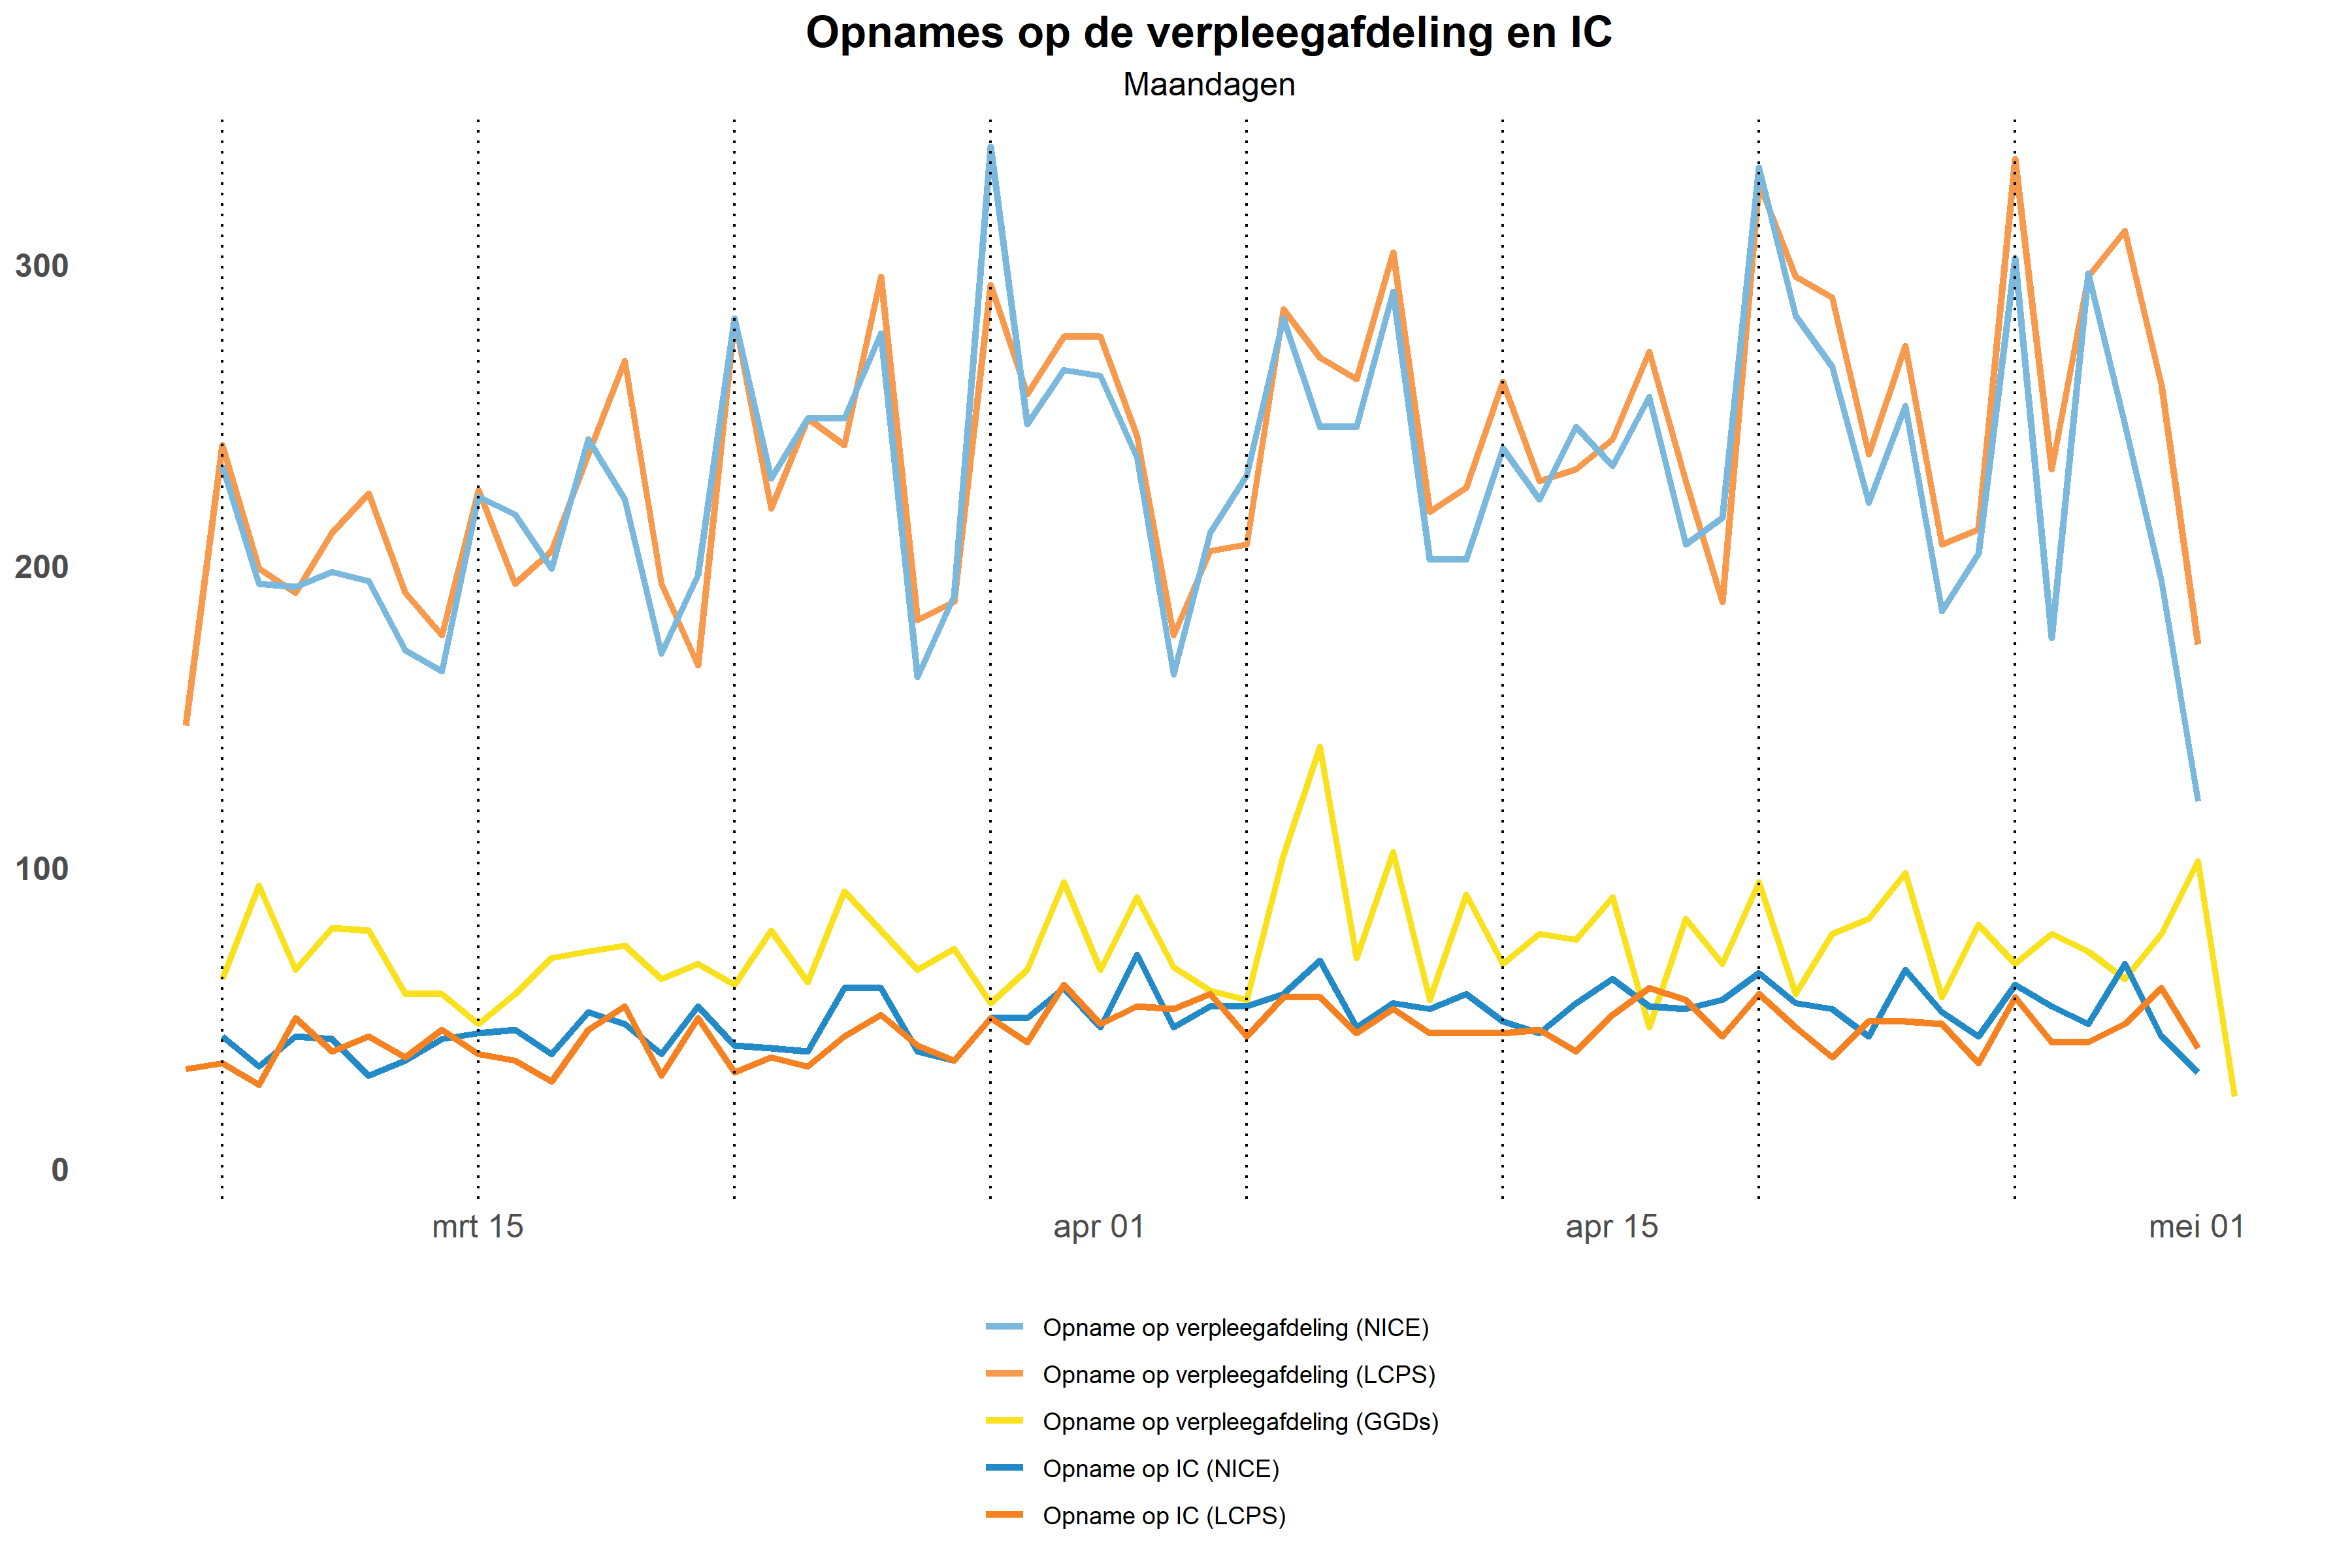 Opnames op de verpleegafdeling en IC
Maandagen
300
200
100
0
mrt 15
apr 01
apr 15
mei 01
Opname op verpleegafdeling (NICE)
Opname op verpleegafdeling (LCPS)
Opname op verpleegafdeling (GGDs)
Opname op IC (NICE)
Opname op IC (LCPS)